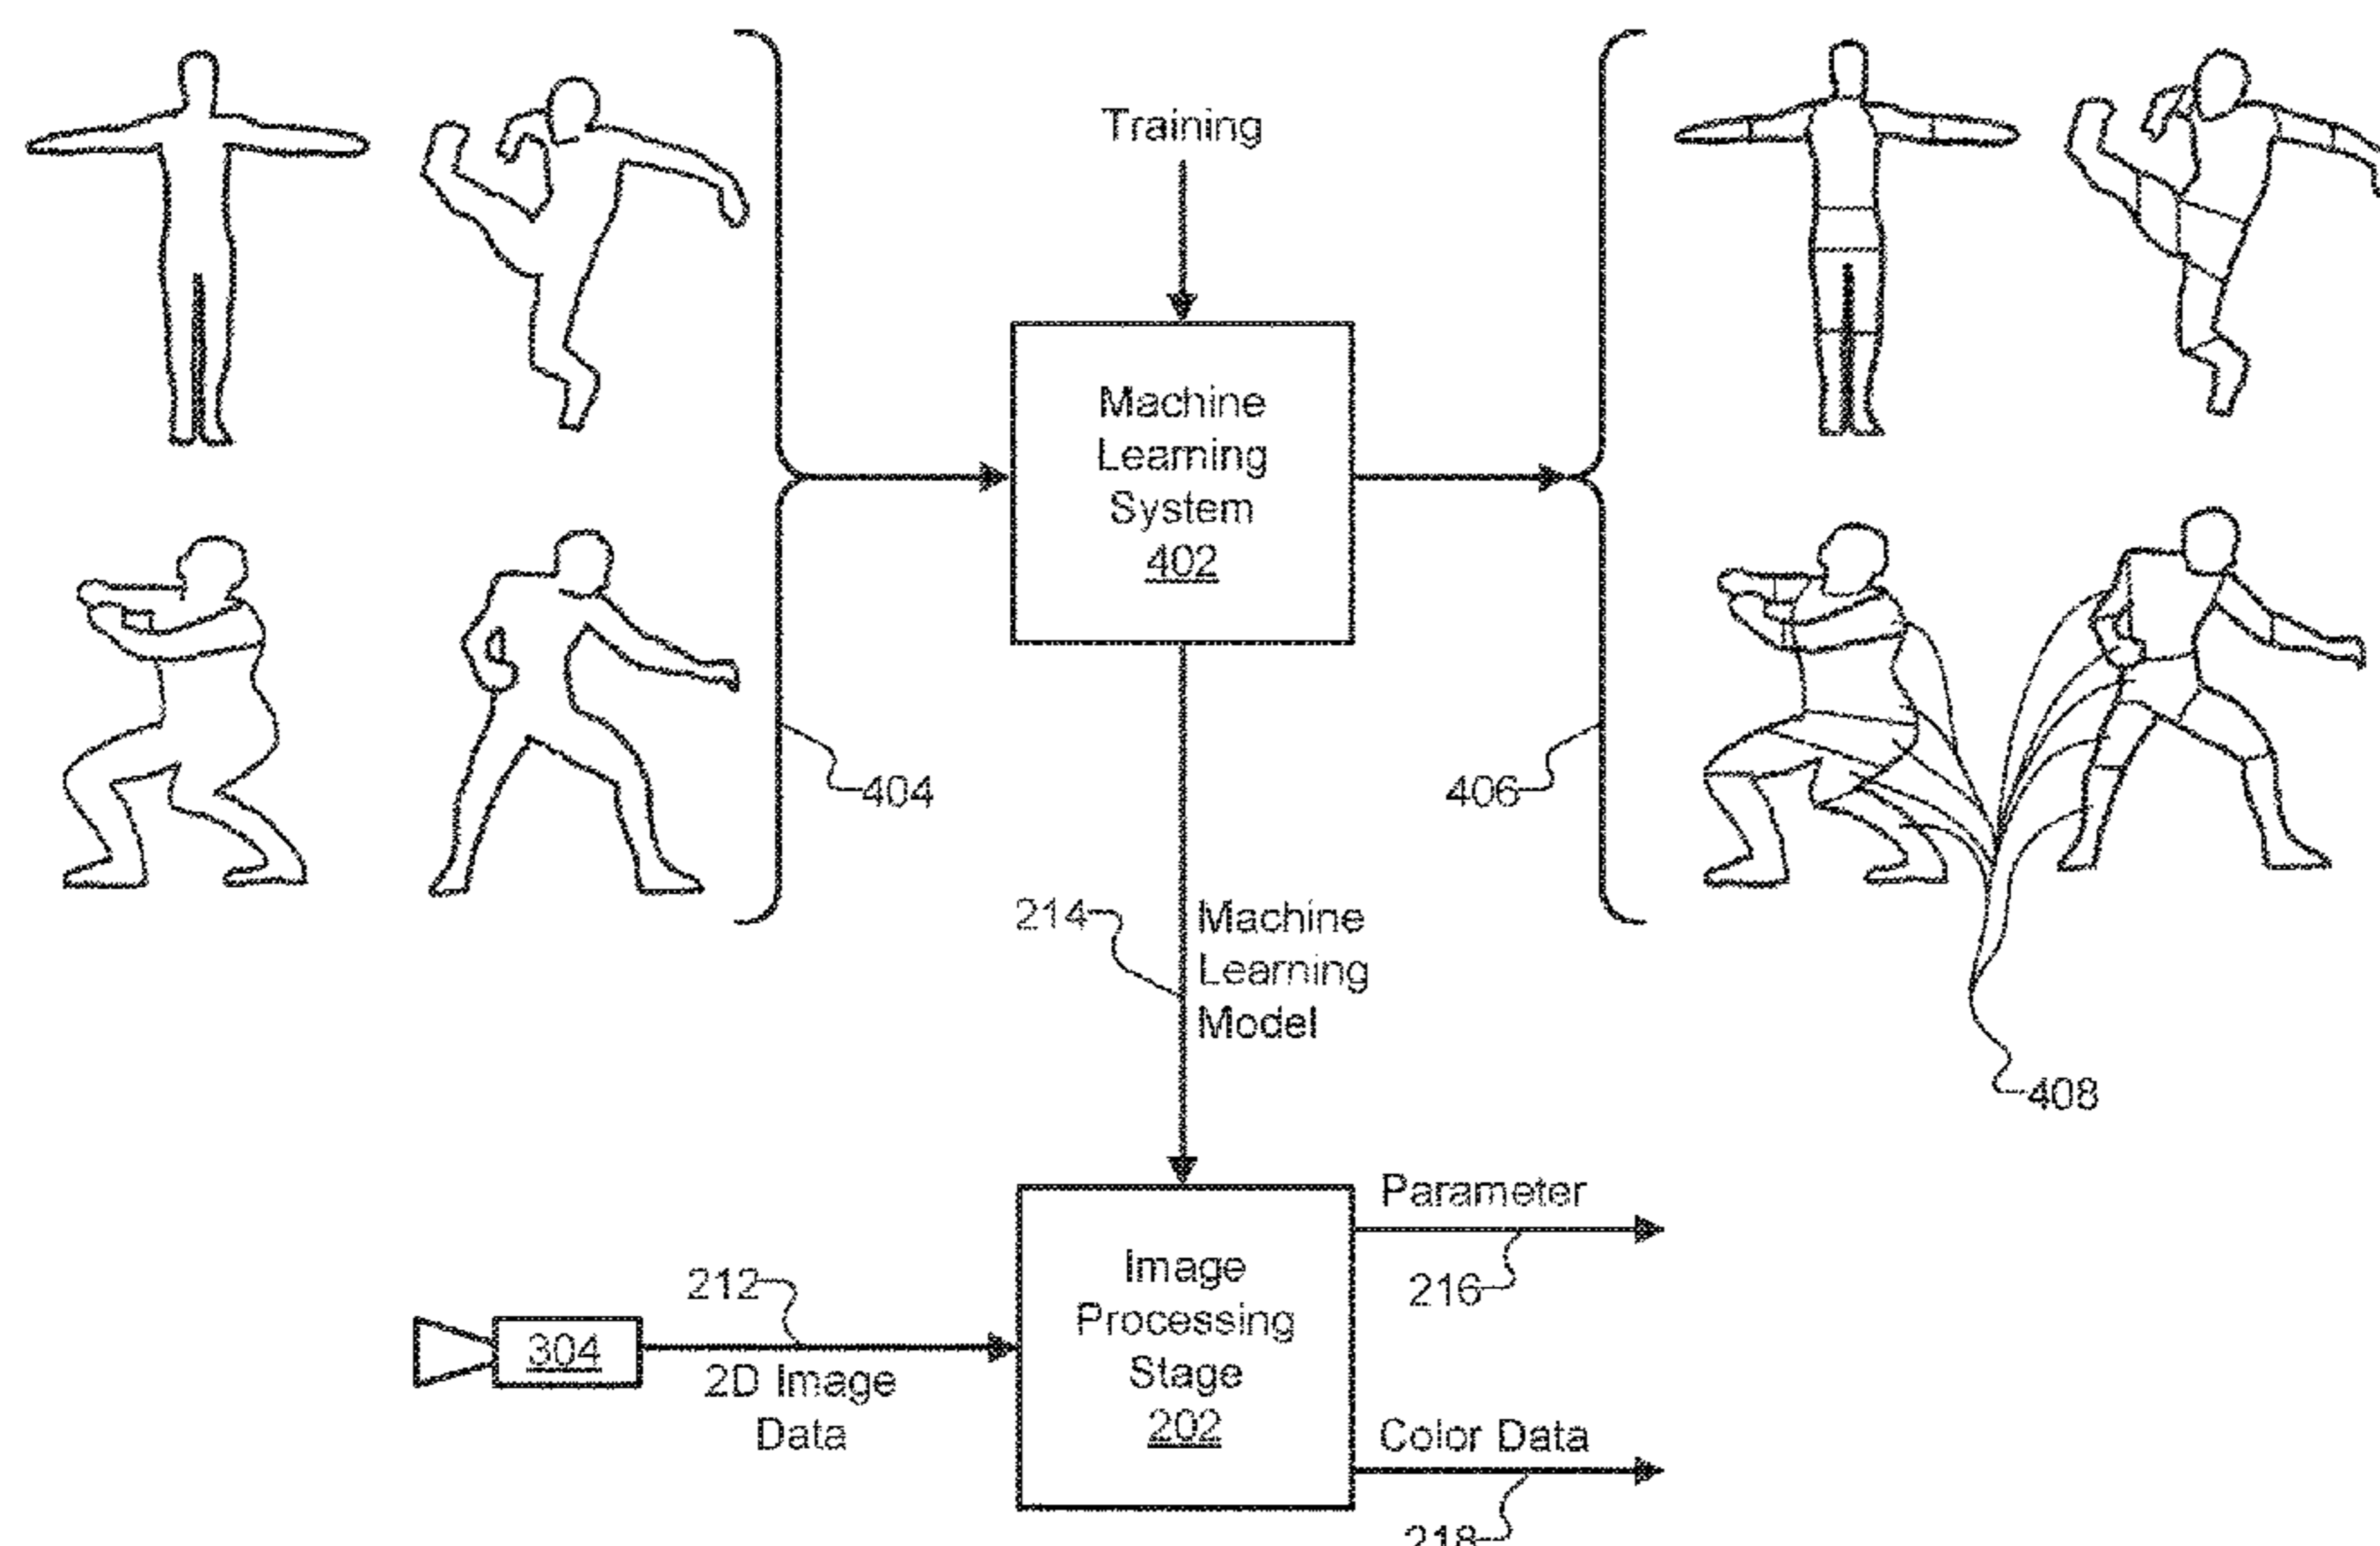 Training
Machine
Learning
System
402
404
406
214
Machine
Learning
Model
408
Parameter
216
Image
Processing
Stage
202
212
304
2D Image
Data
Color Data
218